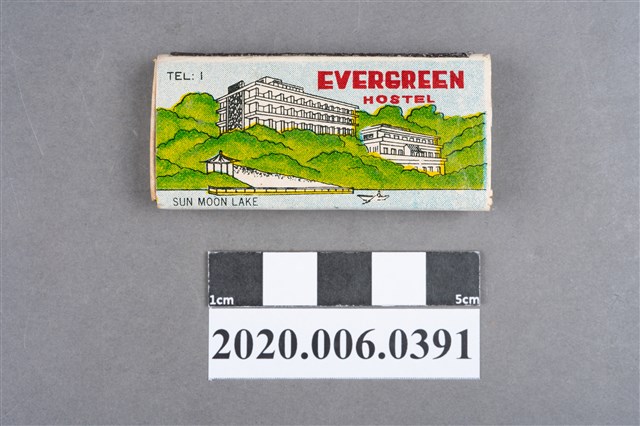 TEL: 1
EVERGREEN
HOSTEL
SUN MOON LAKE
1cm
5cm
2020.006.0391